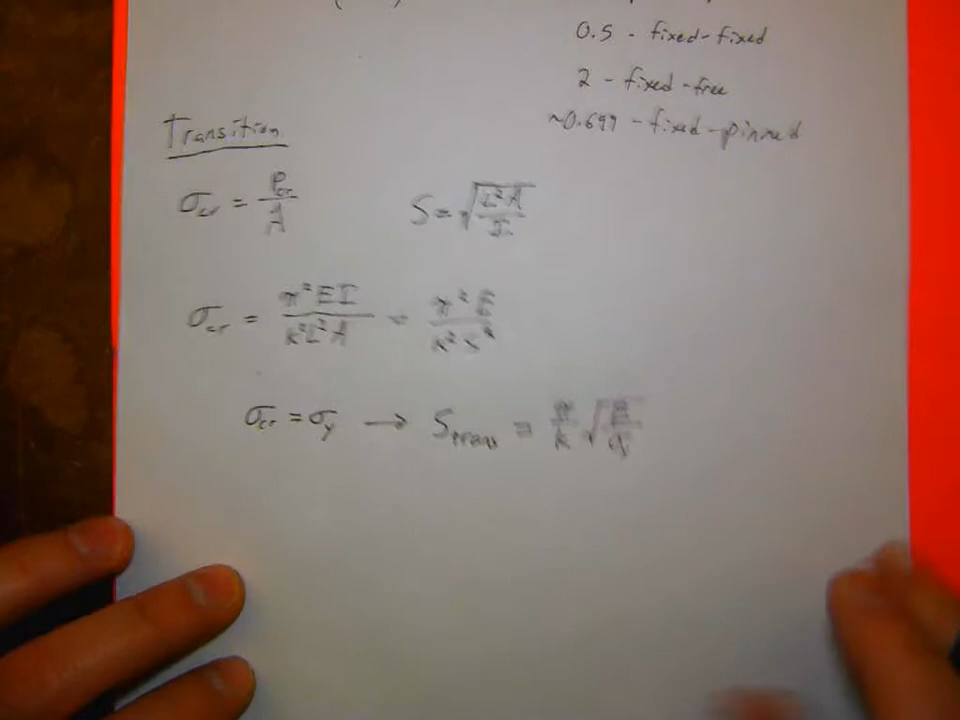 0.5 - fixed-fixed
2 - fixed-free
~0.699 - fixed-pinned
Transition
σcr = Pcr/A
S = √(L²A/I)
σcr = π²EI/k²L²A = π²E/k²s²
σcr = σy → Strans = π/k √(E/σy)